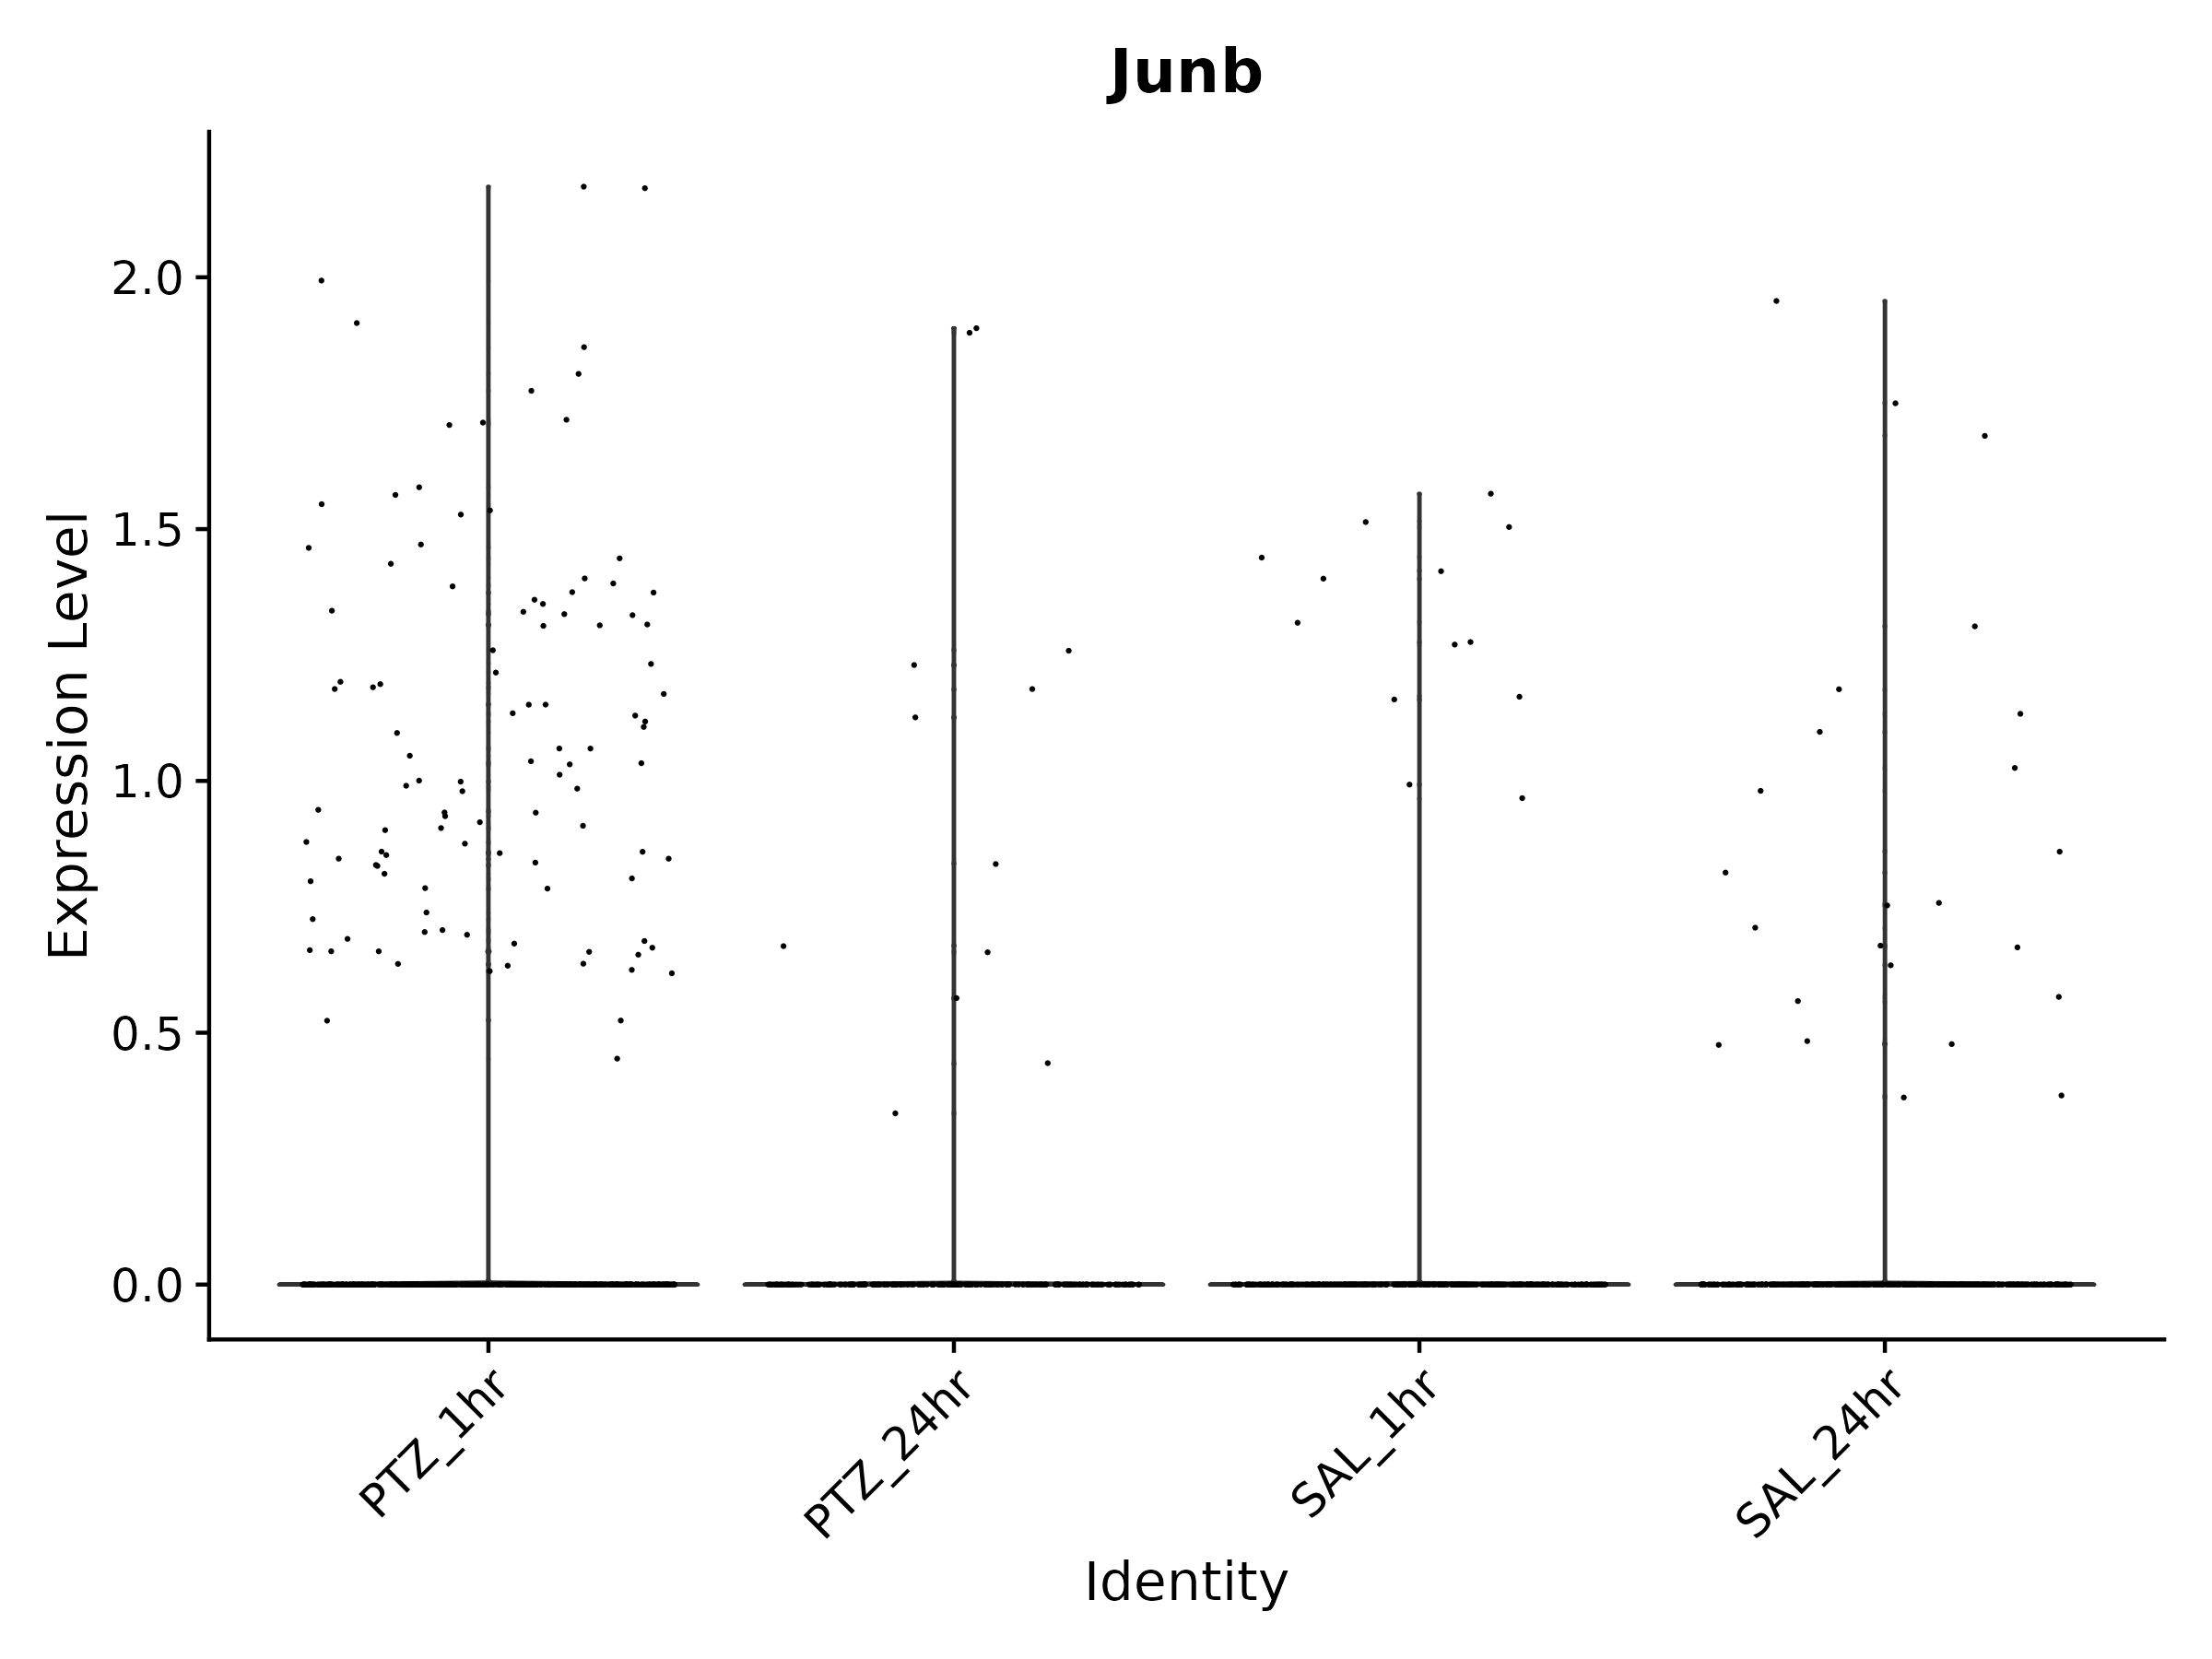 Junb
Expression Level
2.0
1.5
1.0
0.5
0.0
PTZ_1hr
PTZ_24hr
SAL_1hr
SAL_24hr
Identity